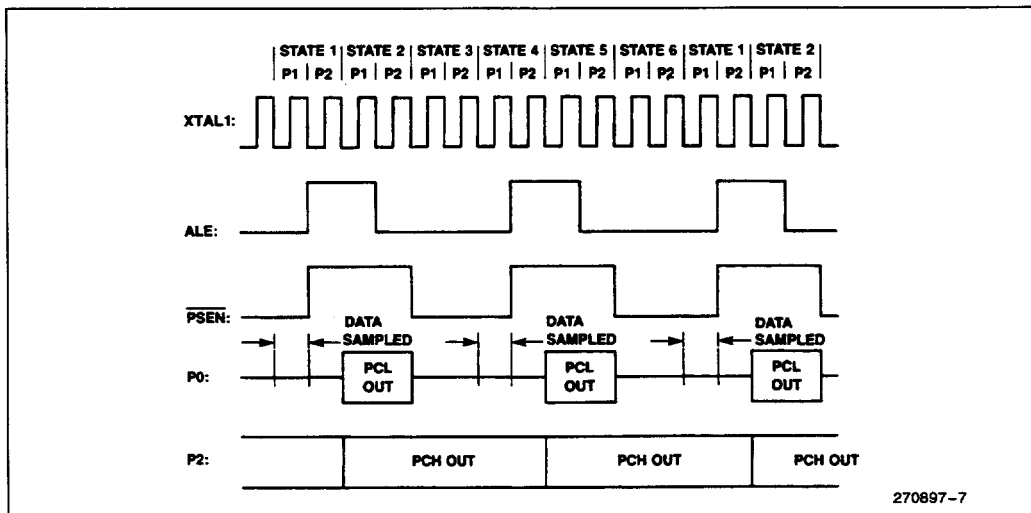 STATE 1 STATE 2 STATE 3 STATE 4 STATE 5 STATE 6 STATE 1 STATE 2
P1 P2 P1 P2 P1 P2 P1 P2 P1 P2 P1 P2 P1 P2 P1 P2
XTAL1:
ALE:
PSEN:
DATA SAMPLED
DATA SAMPLED
DATA SAMPLED
P0:
PCL OUT
PCL OUT
PCL OUT
P2:
PCH OUT
PCH OUT
PCH OUT
270897-7